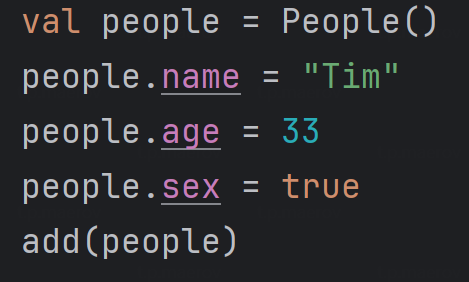 val people = People()
people.name = "Tim"
people.age = 33
people.sex = true
add(people)